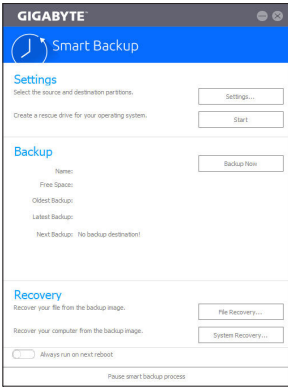 GIGABYTE™
Smart Backup
Settings
Select the source and destination partitions.
Settings...
Create a rescue drive for your operating system.
Start
Backup
Backup Now
Name:
Free Space:
Oldest Backup:
Latest Backup:
Next Backup: No backup destination!
Recovery
Recover your file from the backup image.
File Recovery...
Recover your computer from the backup image.
System Recovery...
Always run on next reboot
Pause smart backup process